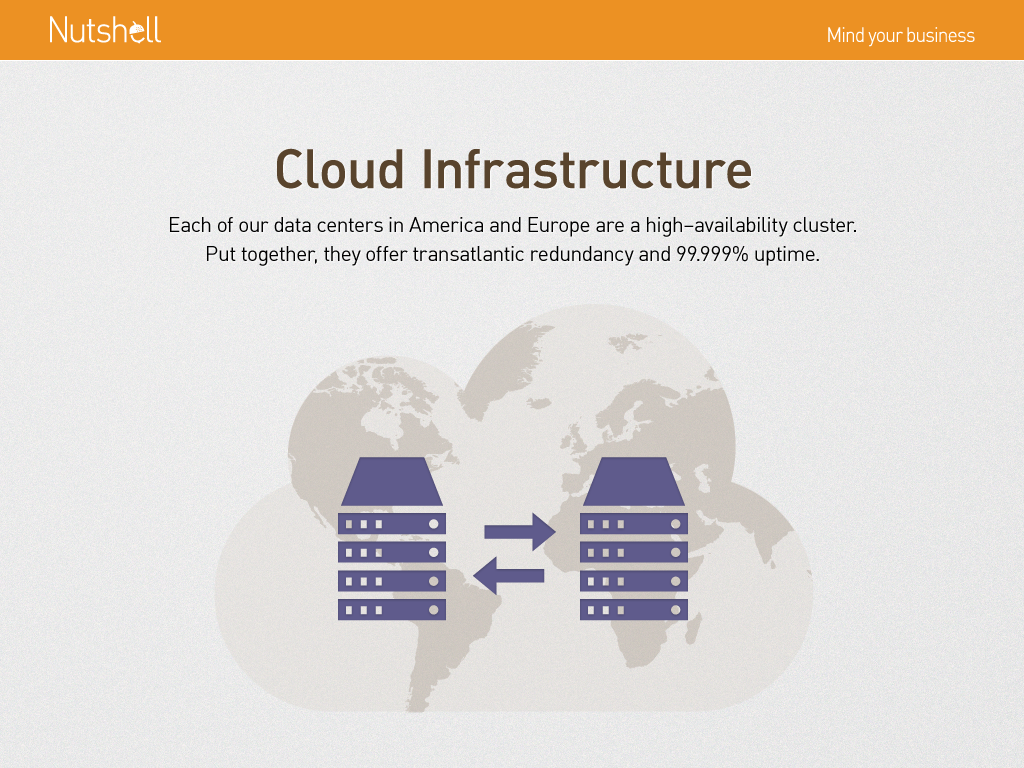 Nutshell
Mind your business
Cloud Infrastructure
Each of our data centers in America and Europe are a high–availability cluster.
Put together, they offer transatlantic redundancy and 99.999% uptime.